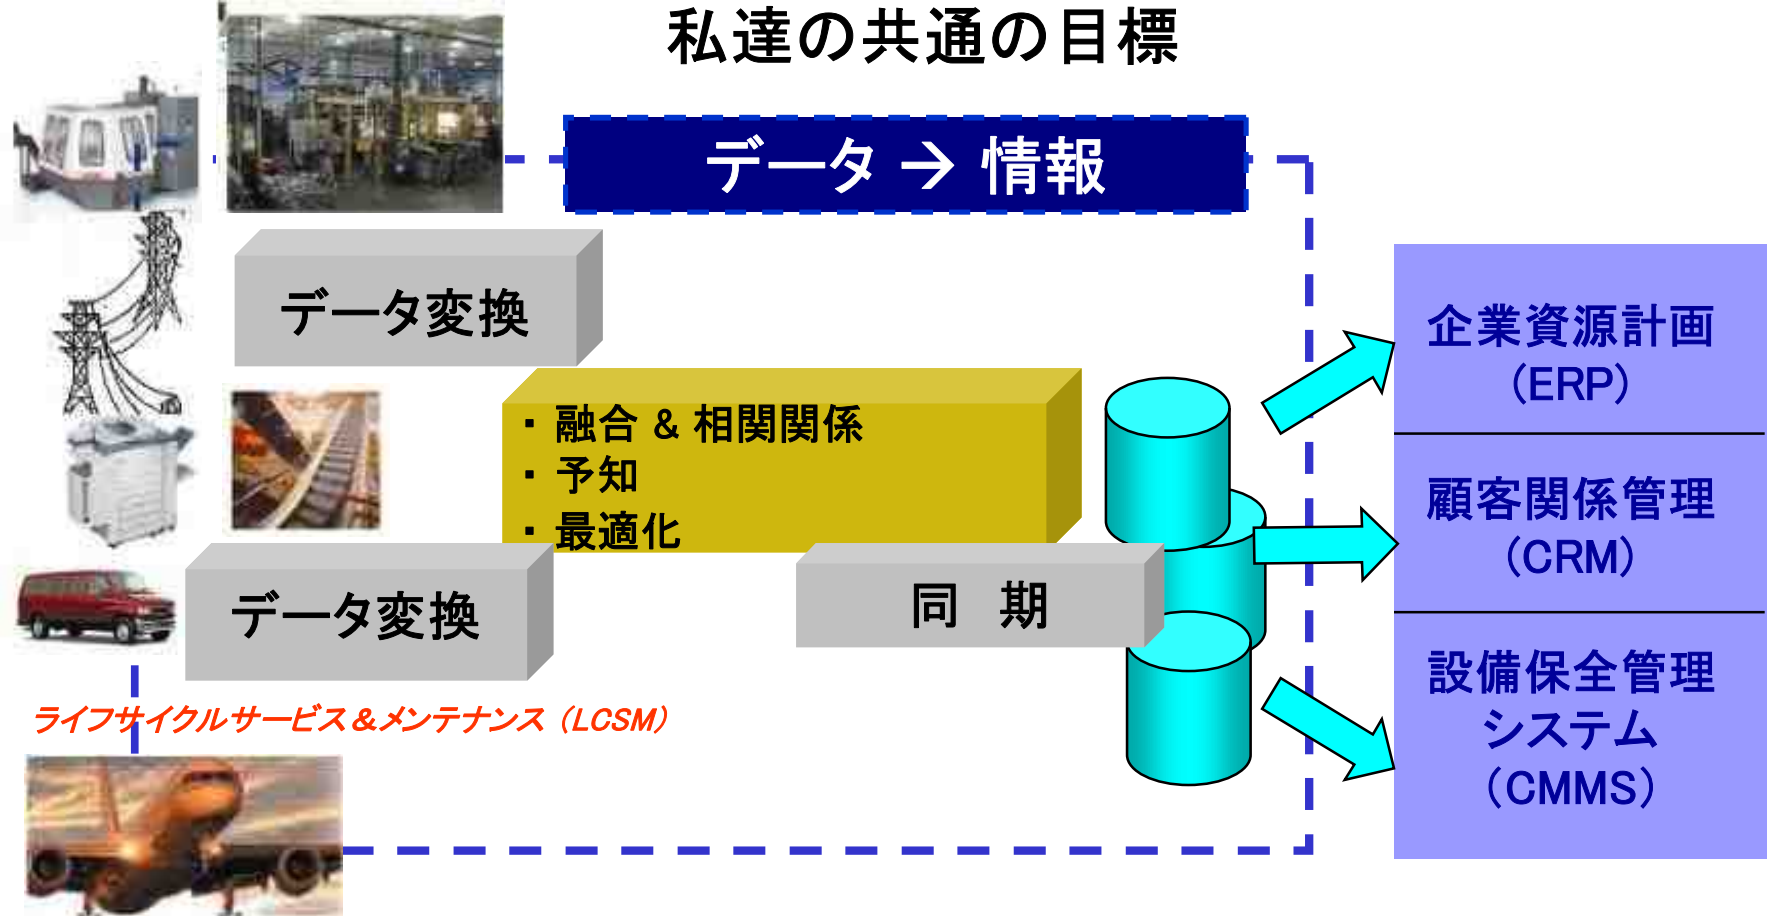 私達の共通の目標
データ → 情報
データ変換
・ 融合 & 相関関係
・ 予知
・ 最適化
データ変換
同　期
ライフサイクルサービス&メンテナンス（LCSM）
企業資源計画
（ERP）
顧客関係管理
（CRM）
設備保全管理
システム
（CMMS）